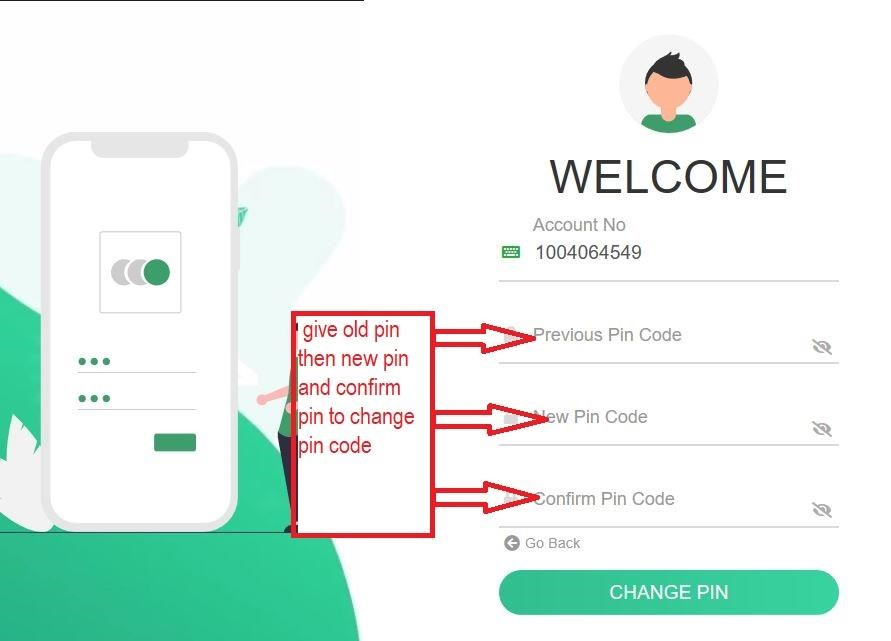 WELCOME
Account No
1004064549
give old pin
then new pin
and confirm
pin to change
pin code
Previous Pin Code
New Pin Code
Confirm Pin Code
Go Back
CHANGE PIN